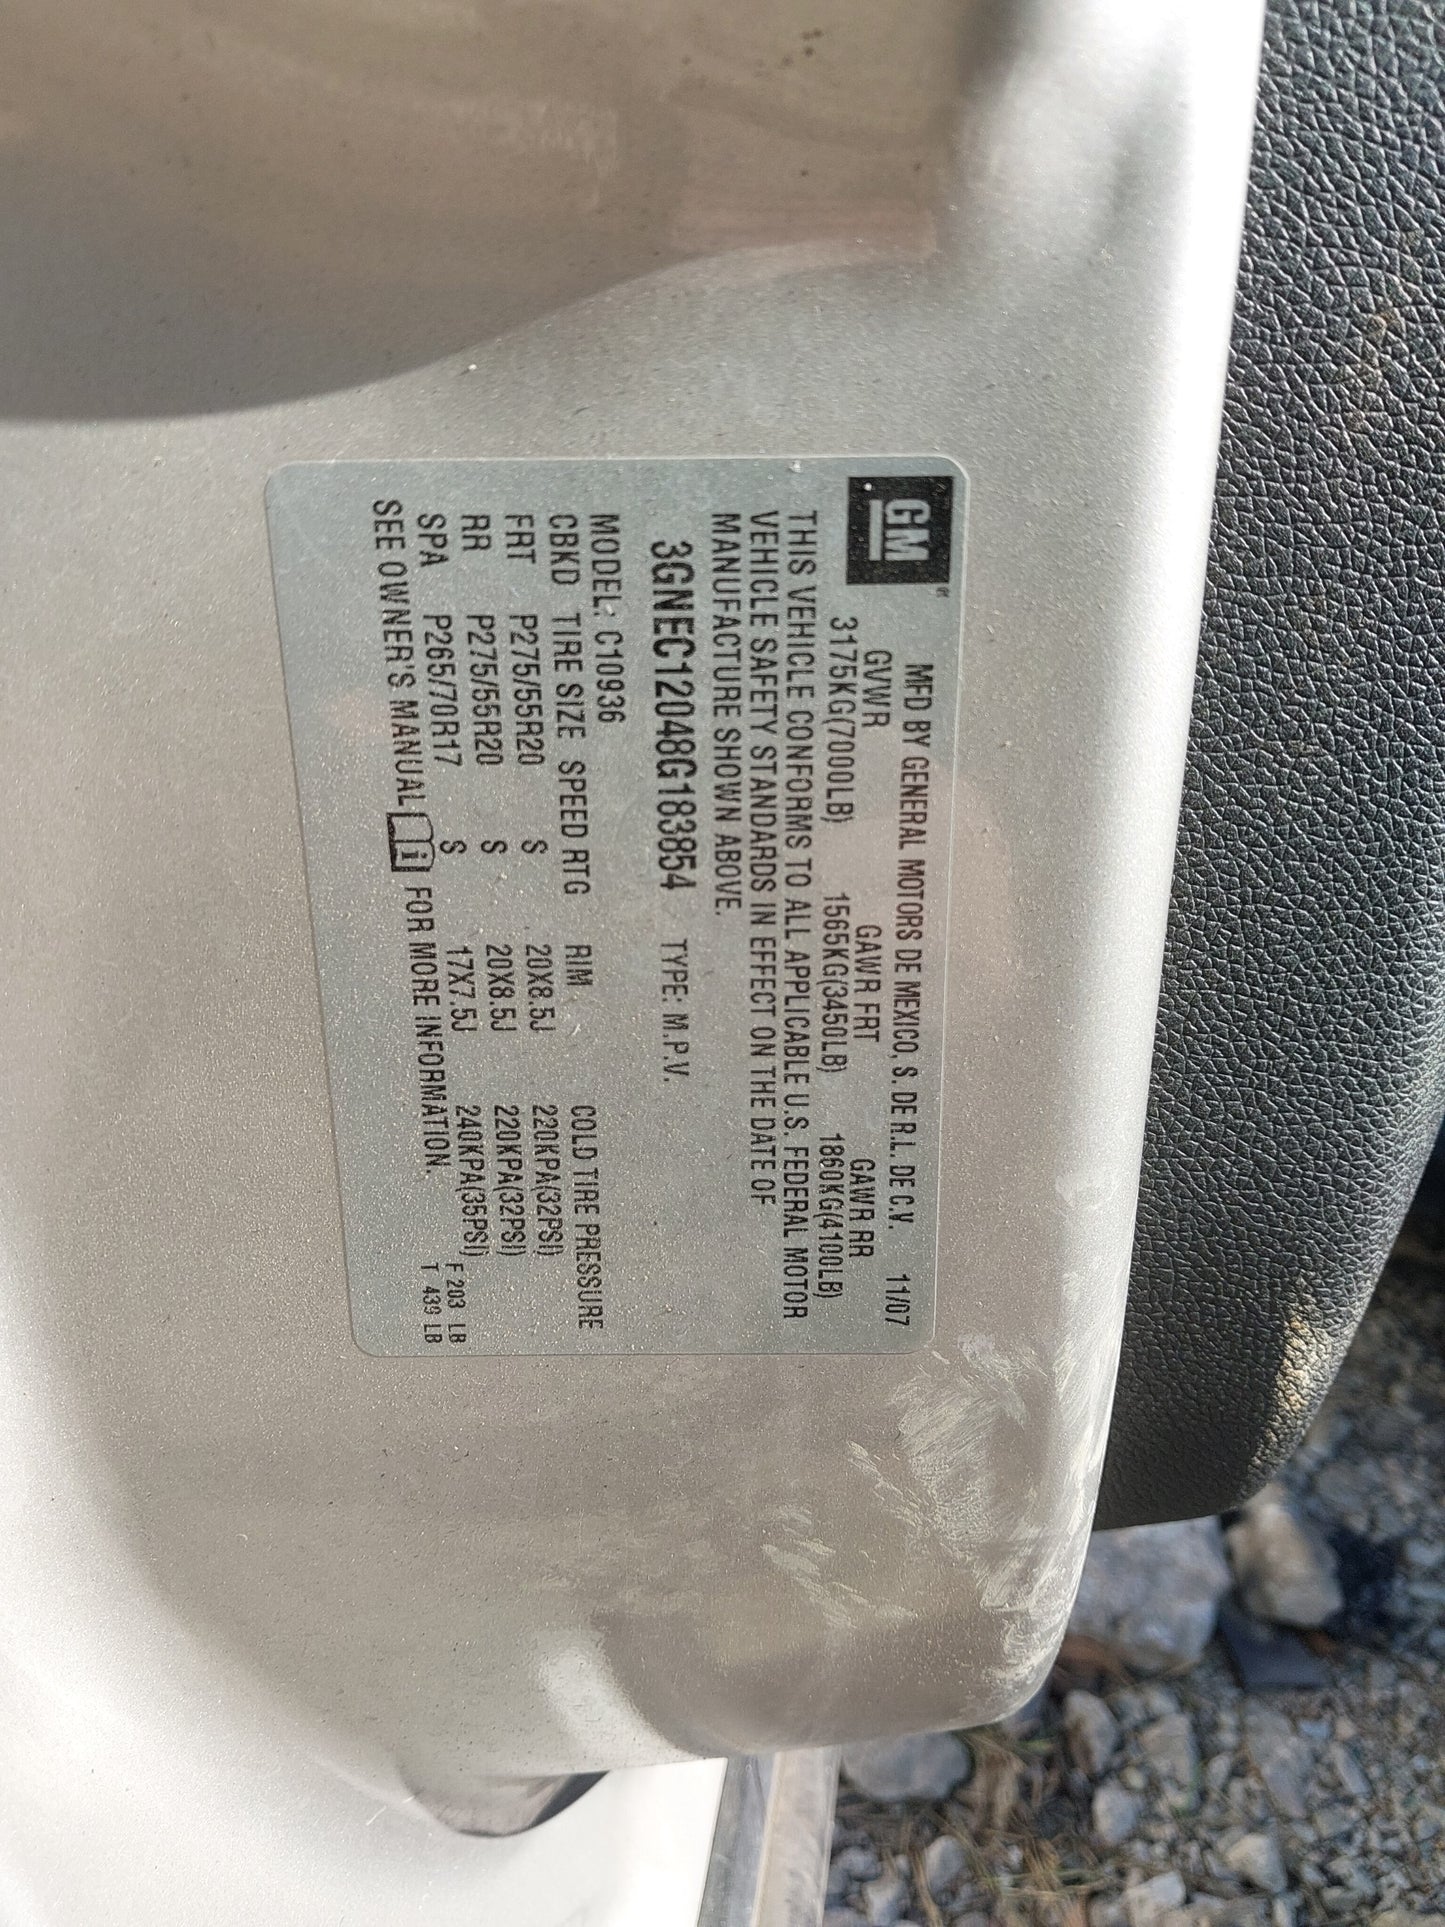 GM
MFD BY GENERAL MOTORS DE MEXICO, S. DE R.L. DE C.V. 11/07
GVWR GAWR FRT GAWR RR
3175KG(7000LB) 1565KG(3450LB) 1860KG(4100LB)
THIS VEHICLE CONFORMS TO ALL APPLICABLE U.S. FEDERAL MOTOR
VEHICLE SAFETY STANDARDS IN EFFECT ON THE DATE OF
MANUFACTURE SHOWN ABOVE.
3GNEC12048G183854 TYPE: M.P.V.
MODEL: C10936
CBKD TIRE SIZE SPEED RTG RIM COLD TIRE PRESSURE
FRT P275/55R20 S 20X8.5J 220KPA(32PSI)
RR P275/55R20 S 20X8.5J 220KPA(32PSI)
SPA P265/70R17 S 17X7.5J 240KPA(35PSI) F 203 LB
SEE OWNER'S MANUAL i FOR MORE INFORMATION. T 439 LB